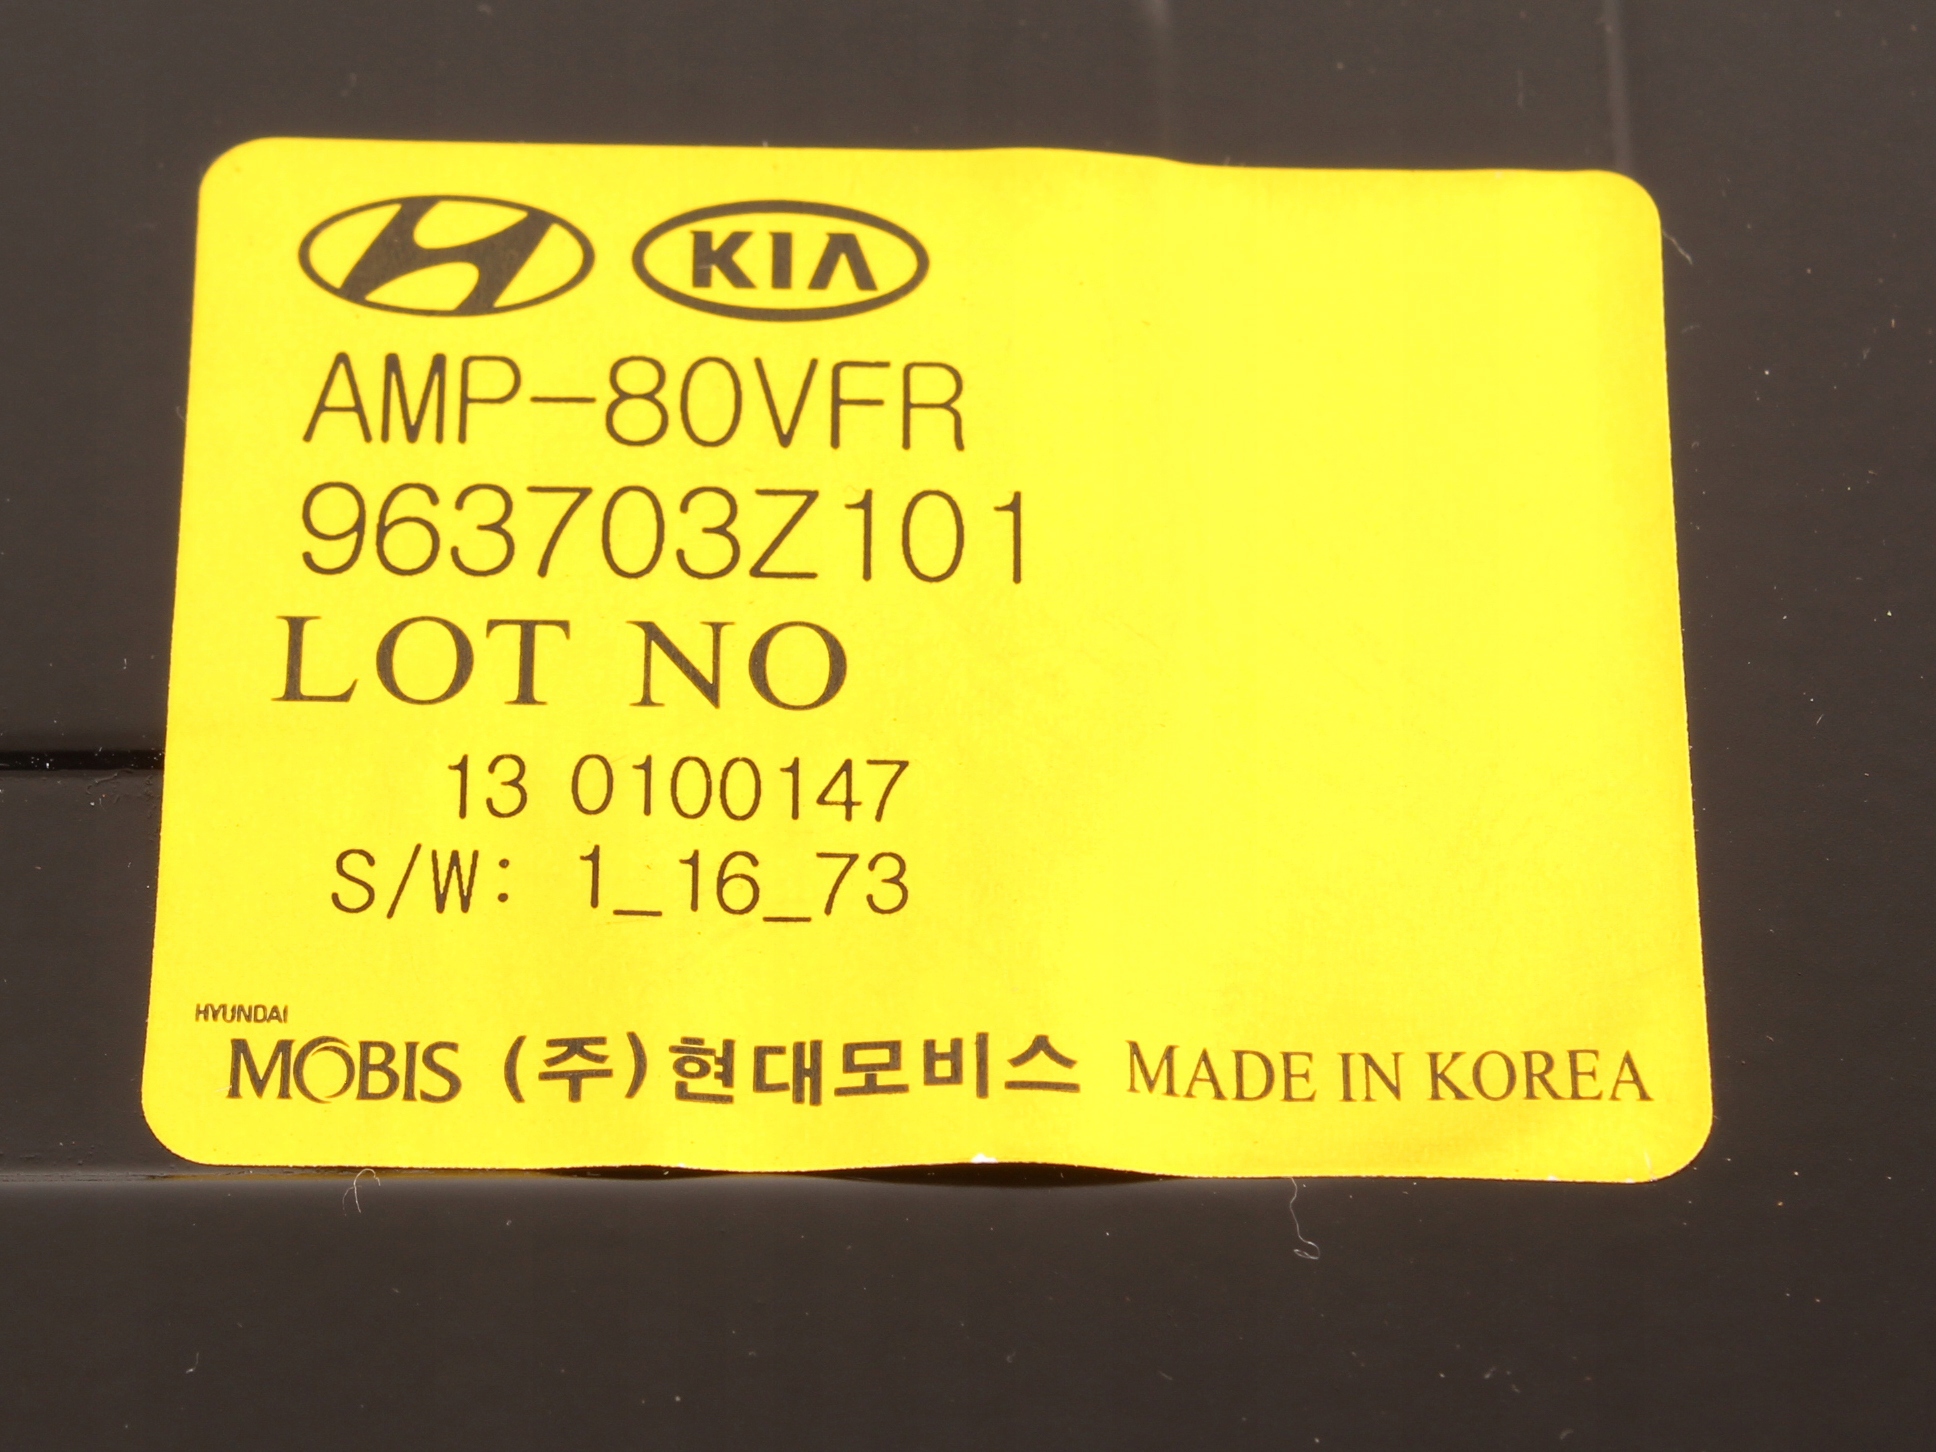 KIA
AMP-80VFR
963703Z101
LOT NO
13 0100147
S/W: 1_16_73
HYUNDAI
MOBIS (주)현대모비스 MADE IN KOREA